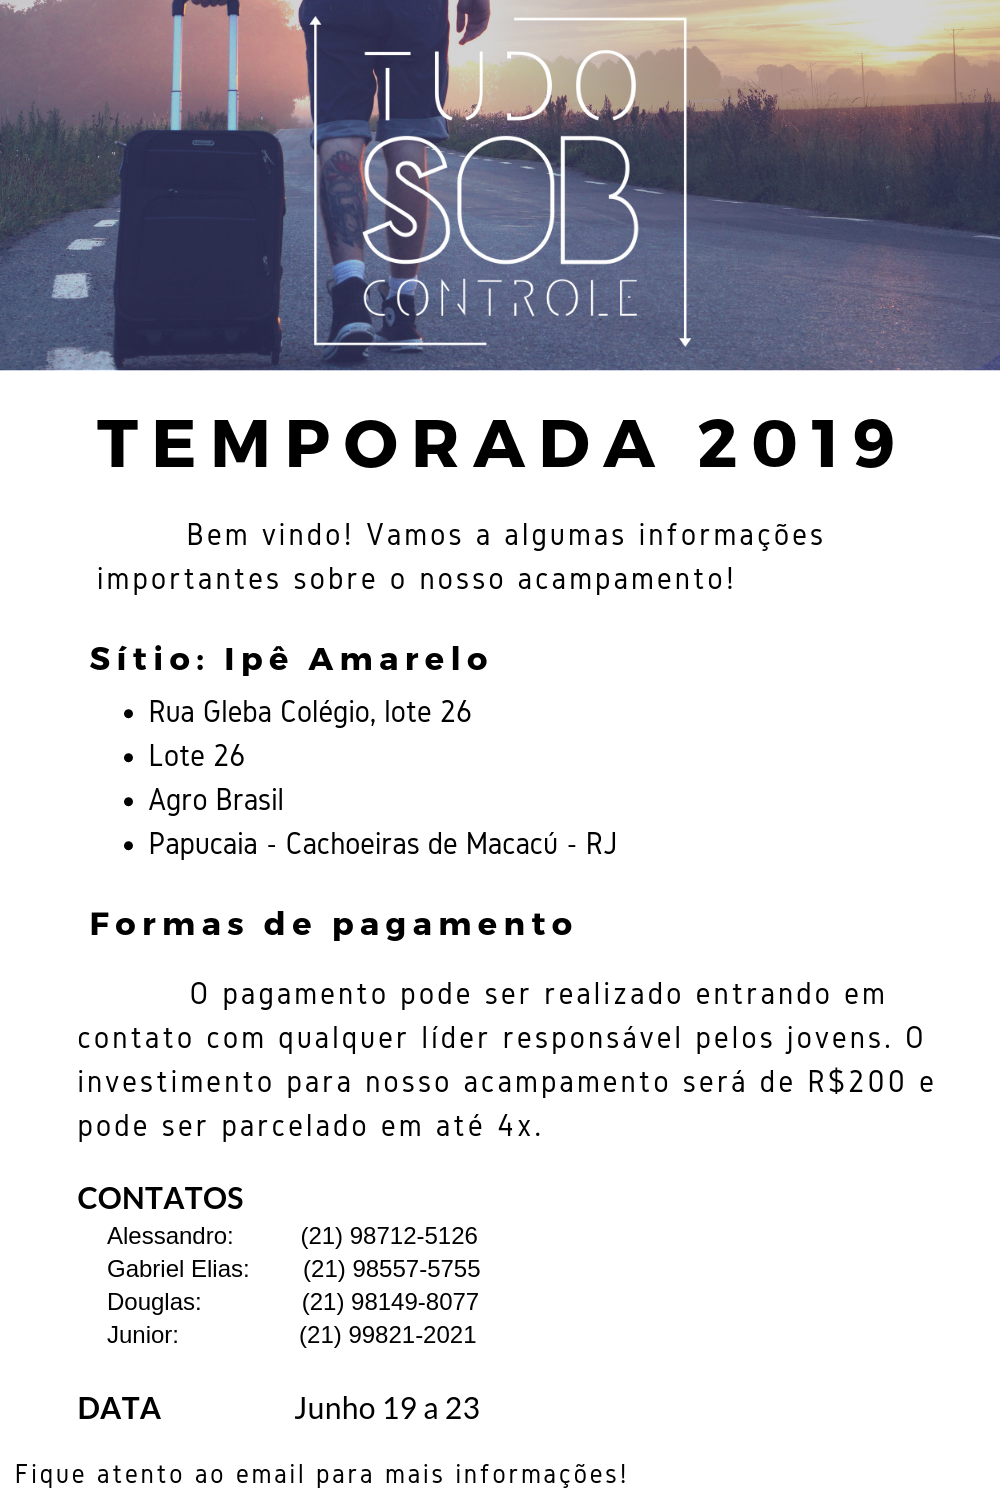 TUDO
SOB
CONTROLE
TEMPORADA 2019
Bem vindo! Vamos a algumas informações
importantes sobre o nosso acampamento!
Sítio: Ipê Amarelo
• Rua Gleba Colégio, lote 26
• Lote 26
• Agro Brasil
• Papucaia - Cachoeiras de Macacú - RJ
Formas de pagamento
O pagamento pode ser realizado entrando em
contato com qualquer líder responsável pelos jovens. O
investimento para nosso acampamento será de R$200 e
pode ser parcelado em até 4x.
CONTATOS
Alessandro: (21) 98712-5126
Gabriel Elias: (21) 98557-5755
Douglas: (21) 98149-8077
Junior: (21) 99821-2021
DATA Junho 19 a 23
Fique atento ao email para mais informações!